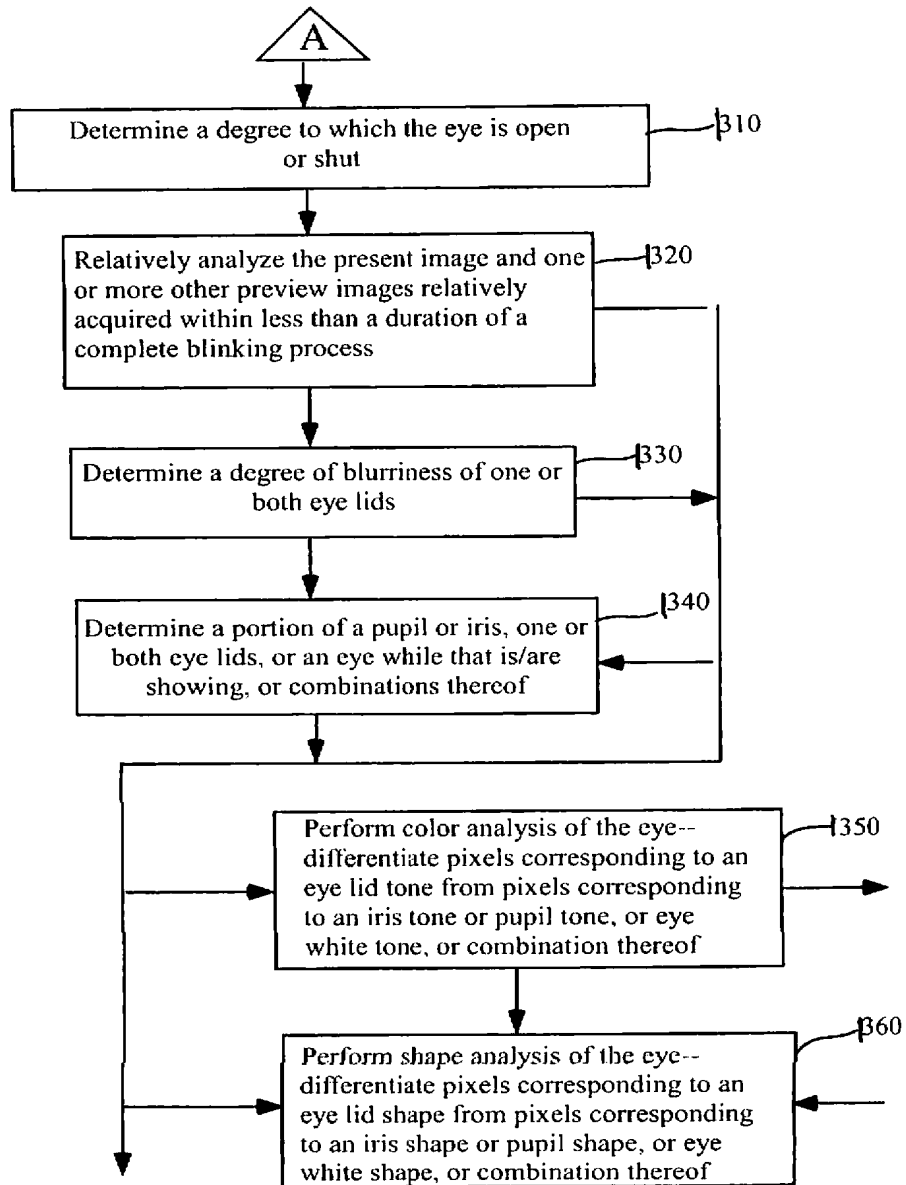 A
Determine a degree to which the eye is open
or shut
310
Relatively analyze the present image and one
or more other preview images relatively
acquired within less than a duration of a
complete blinking process
320
Determine a degree of blurriness of one or
both eye lids
330
Determine a portion of a pupil or iris, one or
both eye lids, or an eye while that is/are
showing, or combinations thereof
340
Perform color analysis of the eye--
differentiate pixels corresponding to an
eye lid tone from pixels corresponding
to an iris tone or pupil tone, or eye
white tone, or combination thereof
350
Perform shape analysis of the eye--
differentiate pixels corresponding to an
eye lid shape from pixels corresponding
to an iris shape or pupil shape, or eye
white shape, or combination thereof
360